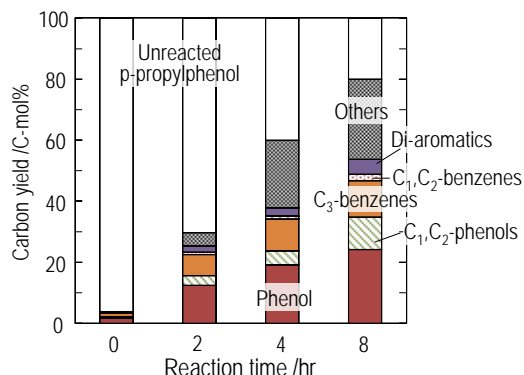 100
80
60
40
20
0
Carbon yield /C-mol%
Unreacted
p-propylphenol
Others
Di-aromatics
C₁,C₂-benzenes
C₃-benzenes
C₁,C₂-phenols
Phenol
0 2 4 8
Reaction time /hr